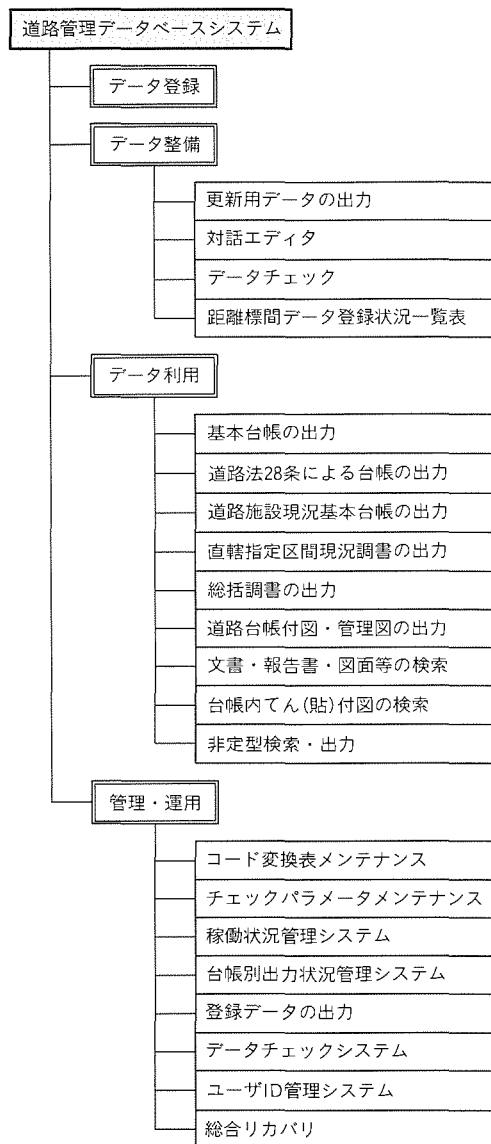 道路管理データベースシステム
データ登録
データ整備
更新用データの出力
対話エディタ
データチェック
距離標間データ登録状況一覧表
データ利用
基本台帳の出力
道路法28条による台帳の出力
道路施設現況基本台帳の出力
直轄指定区間現況調書の出力
総括調書の出力
道路台帳付図・管理図の出力
文書・報告書・図面等の検索
台帳内てん(貼)付図の検索
非定型検索・出力
管理・運用
コード変換表メンテナンス
チェックパラメータメンテナンス
稼働状況管理システム
台帳別出力状況管理システム
登録データの出力
データチェックシステム
ユーザID管理システム
総合リカバリ